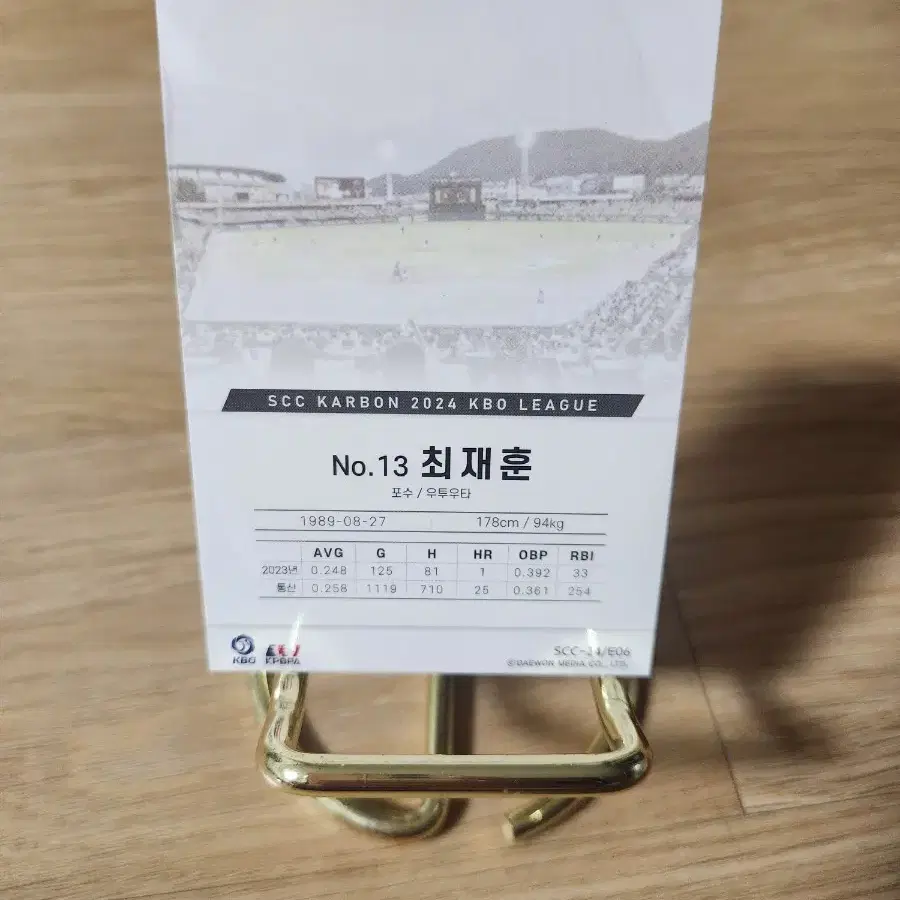 SCC KARBON 2024 KBO LEAGUE
No.13 최재훈
포수 / 우투우타
1989-08-27 178cm / 94kg
AVG G H HR OBP RBI
2023년 0.248 125 81 1 0.392 33
통산 0.258 1119 710 25 0.361 254
KBO KPBPA SCC-24/E06
©DAEWON MEDIA CO., LTD.